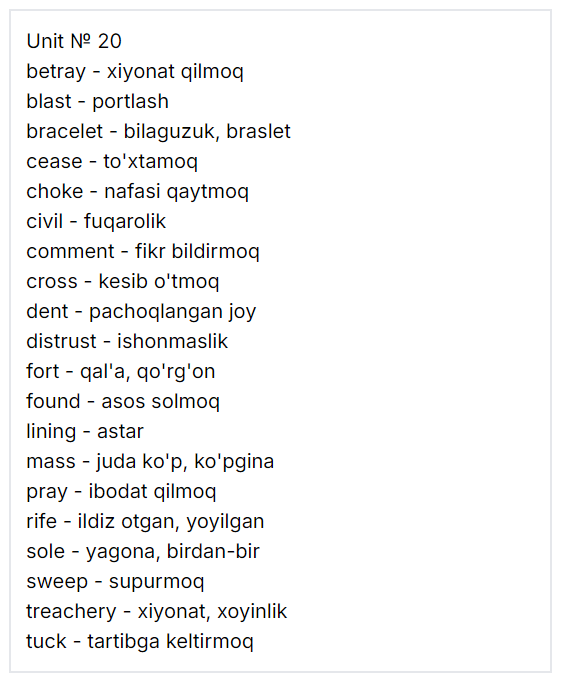 Unit № 20
betray - xiyonat qilmoq
blast - portlash
bracelet - bilaguzuk, braslet
cease - to'xtamoq
choke - nafasi qaytmoq
civil - fuqarolik
comment - fikr bildirmoq
cross - kesib o'tmoq
dent - pachoqlangan joy
distrust - ishonmaslik
fort - qal'a, qo'rg'on
found - asos solmoq
lining - astar
mass - juda ko'p, ko'pgina
pray - ibodat qilmoq
rife - ildiz otgan, yoyilgan
sole - yagona, birdan-bir
sweep - supurmoq
treachery - xiyonat, xoyinlik
tuck - tartibga keltirmoq